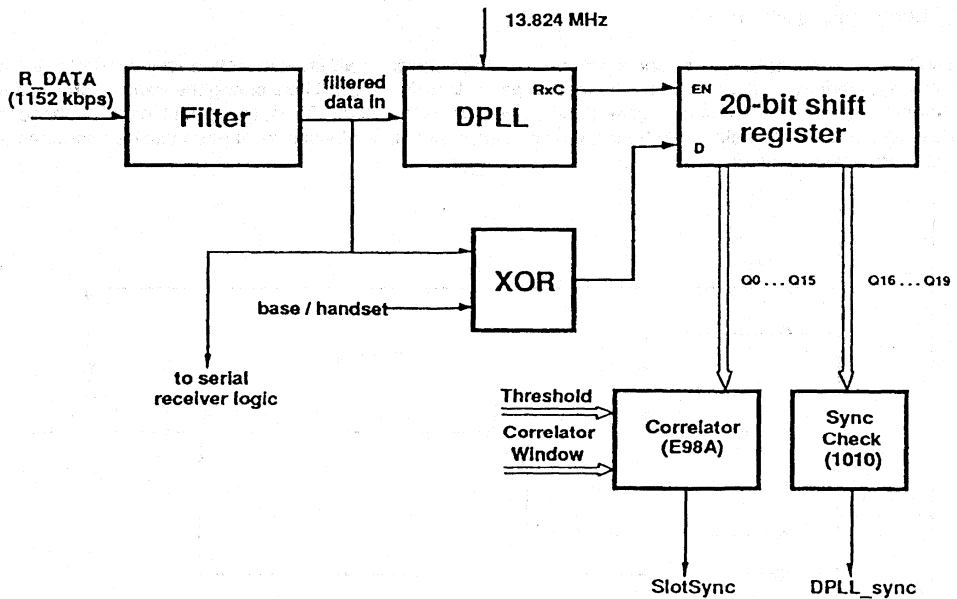 13.824 MHz
R_DATA
(1152 kbps)
Filter
filtered
data in
RxC
DPLL
EN
20-bit shift
register
D
XOR
base / handset
Q0...Q15
Q16...Q19
to serial
receiver logic
Threshold
Correlator
Window
Correlator
(E98A)
Sync
Check
(1010)
SlotSync
DPLL_sync